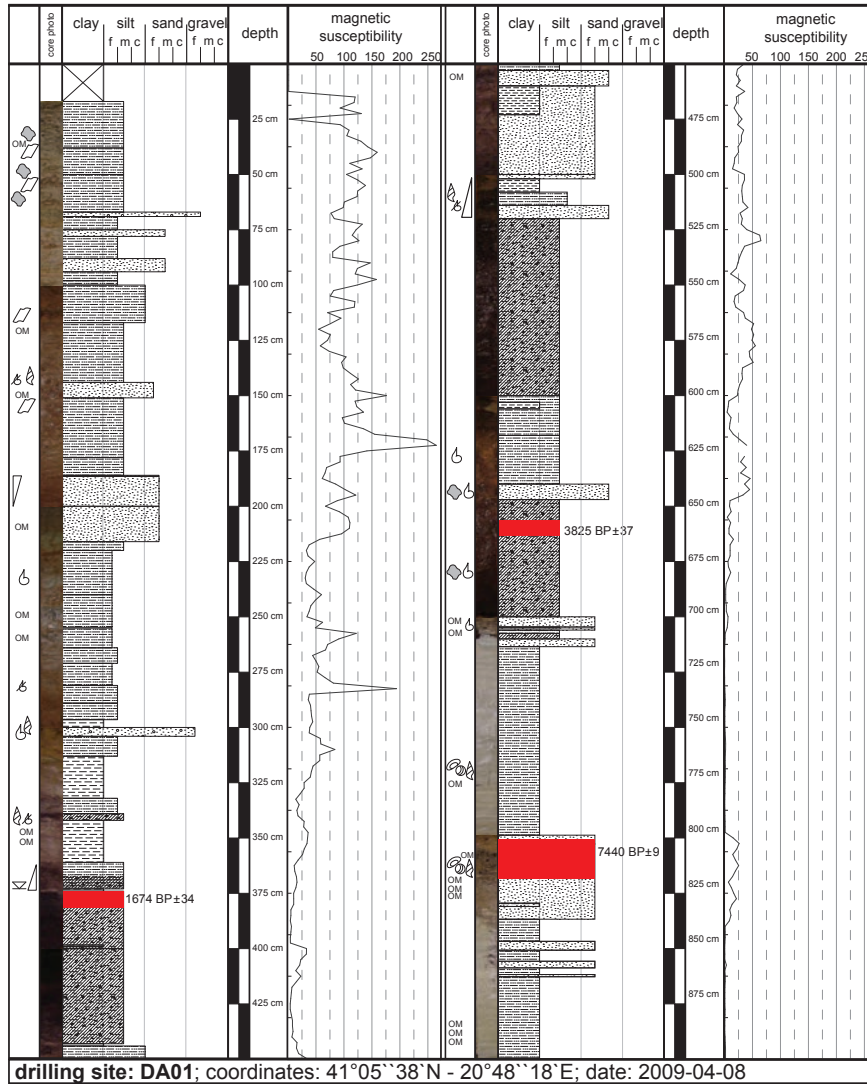 core photo
clay silt sand gravel
f m c f m c f m c
depth
magnetic
susceptibility
50 100 150 200 250
OM
OM
OM
OM
OM
OM
OM
OM
25 cm
50 cm
75 cm
100 cm
125 cm
150 cm
175 cm
200 cm
225 cm
250 cm
275 cm
300 cm
325 cm
350 cm
375 cm
400 cm
425 cm
1674 BP±34
core photo
clay silt sand gravel
f m c f m c f m c
depth
magnetic
susceptibility
50 100 150 200 25
OM
OM
OM
OM
OM
OM
OM
OM
OM
OM
OM
475 cm
500 cm
525 cm
550 cm
575 cm
600 cm
625 cm
650 cm
675 cm
700 cm
725 cm
750 cm
775 cm
800 cm
825 cm
850 cm
875 cm
3825 BP±37
7440 BP±9
drilling site: DA01; coordinates: 41°05``38`N - 20°48``18`E; date: 2009-04-08